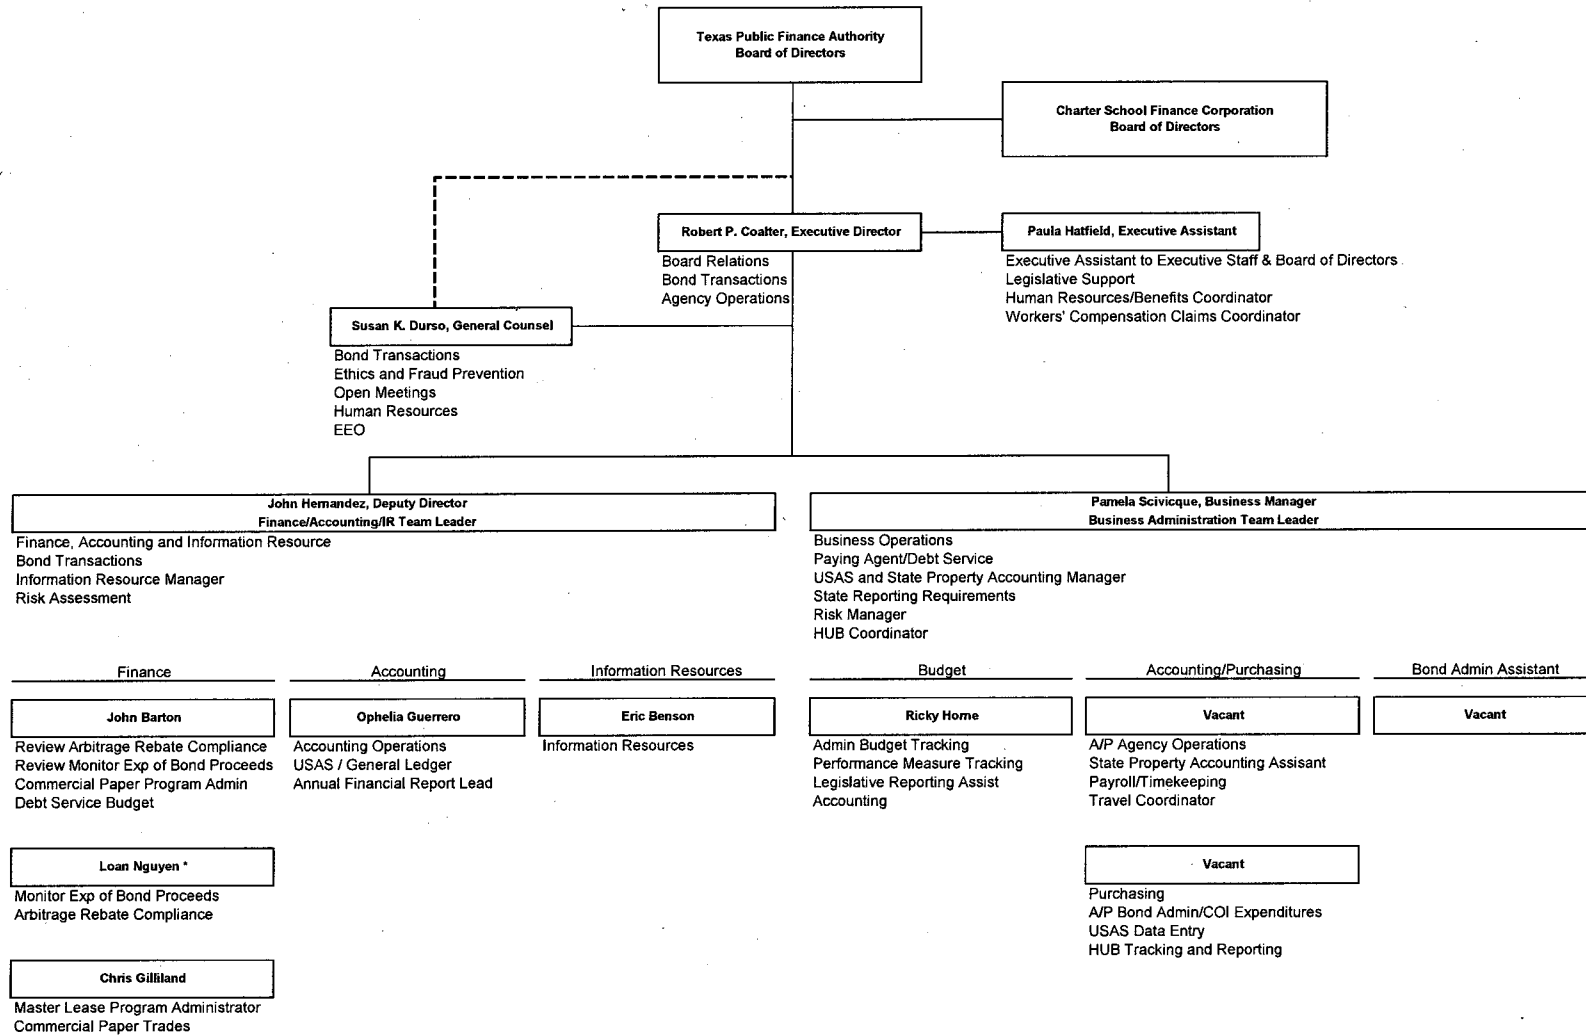 Texas Public Finance Authority
Board of Directors
Charter School Finance Corporation
Board of Directors
Robert P. Coalter, Executive Director
Board Relations
Bond Transactions
Agency Operations
Paula Hatfield, Executive Assistant
Executive Assistant to Executive Staff & Board of Directors
Legislative Support
Human Resources/Benefits Coordinator
Workers' Compensation Claims Coordinator
Susan K. Durso, General Counsel
Bond Transactions
Ethics and Fraud Prevention
Open Meetings
Human Resources
EEO
John Hernandez, Deputy Director
Finance/Accounting/IR Team Leader
Finance, Accounting and Information Resource
Bond Transactions
Information Resource Manager
Risk Assessment
Pamela Scivicque, Business Manager
Business Administration Team Leader
Business Operations
Paying Agent/Debt Service
USAS and State Property Accounting Manager
State Reporting Requirements
Risk Manager
HUB Coordinator
Finance
John Barton
Review Arbitrage Rebate Compliance
Review Monitor Exp of Bond Proceeds
Commercial Paper Program Admin
Debt Service Budget
Loan Nguyen *
Monitor Exp of Bond Proceeds
Arbitrage Rebate Compliance
Chris Gilliland
Master Lease Program Administrator
Commercial Paper Trades
Accounting
Ophelia Guerrero
Accounting Operations
USAS / General Ledger
Annual Financial Report Lead
Information Resources
Eric Benson
Information Resources
Budget
Ricky Horne
Admin Budget Tracking
Performance Measure Tracking
Legislative Reporting Assist
Accounting
Accounting/Purchasing
Vacant
A/P Agency Operations
State Property Accounting Assisant
Payroll/Timekeeping
Travel Coordinator
Vacant
Purchasing
A/P Bond Admin/COI Expenditures
USAS Data Entry
HUB Tracking and Reporting
Bond Admin Assistant
Vacant